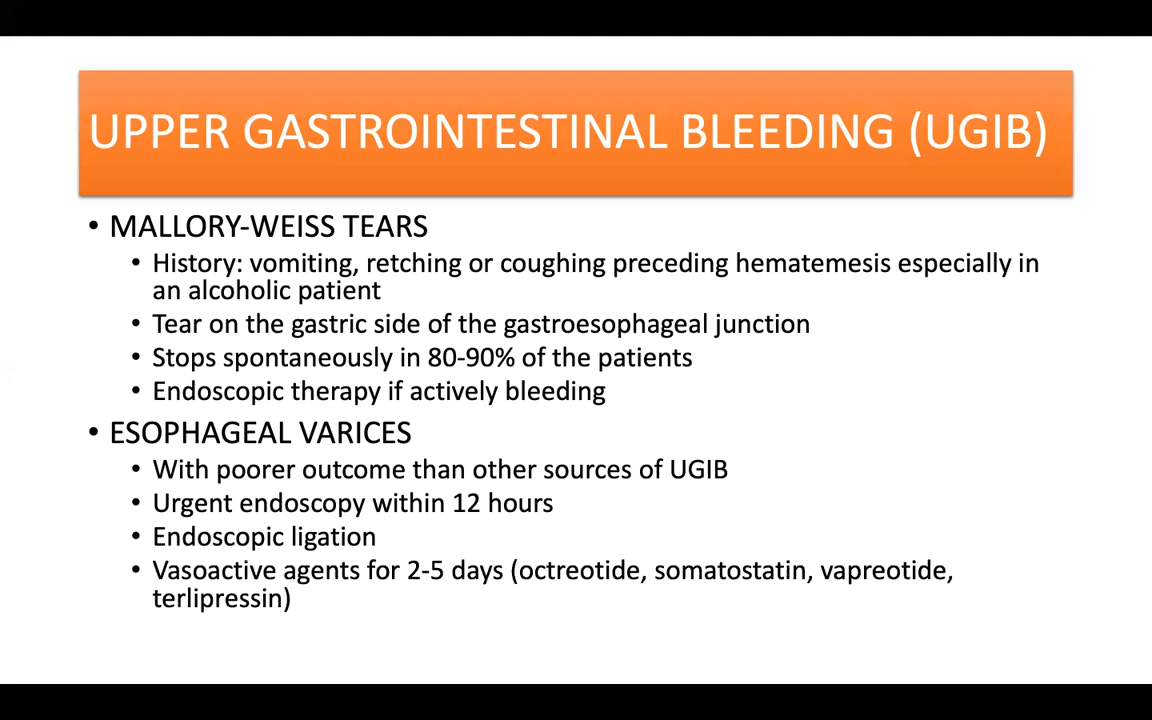 UPPER GASTROINTESTINAL BLEEDING (UGIB)
• MALLORY-WEISS TEARS
• History: vomiting, retching or coughing preceding hematemesis especially in
an alcoholic patient
• Tear on the gastric side of the gastroesophageal junction
• Stops spontaneously in 80-90% of the patients
• Endoscopic therapy if actively bleeding
• ESOPHAGEAL VARICES
• With poorer outcome than other sources of UGIB
• Urgent endoscopy within 12 hours
• Endoscopic ligation
• Vasoactive agents for 2-5 days (octreotide, somatostatin, vapreotide,
terlipressin)